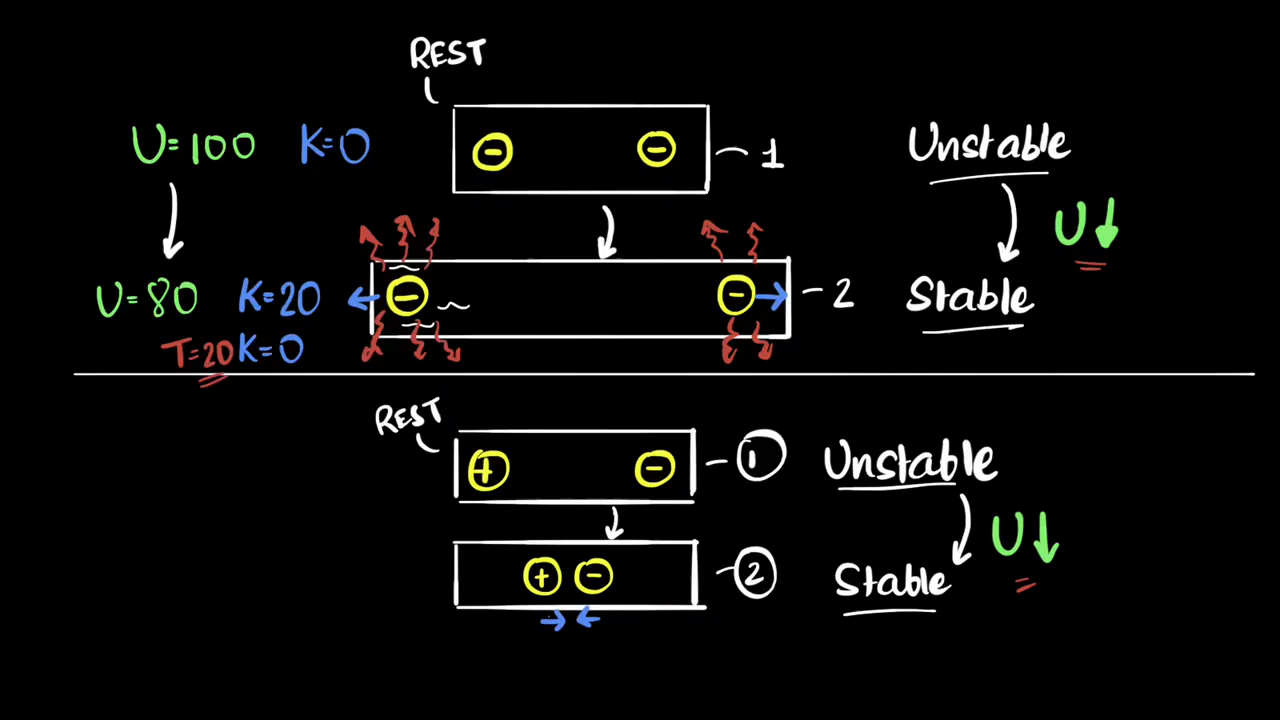 REST
U=100 K=0
- -
1
Unstable
U↓
U=80 K=20
- -
2
Stable
T=20 K=0
REST
+ -
1
Unstable
U↓
+ -
2
Stable